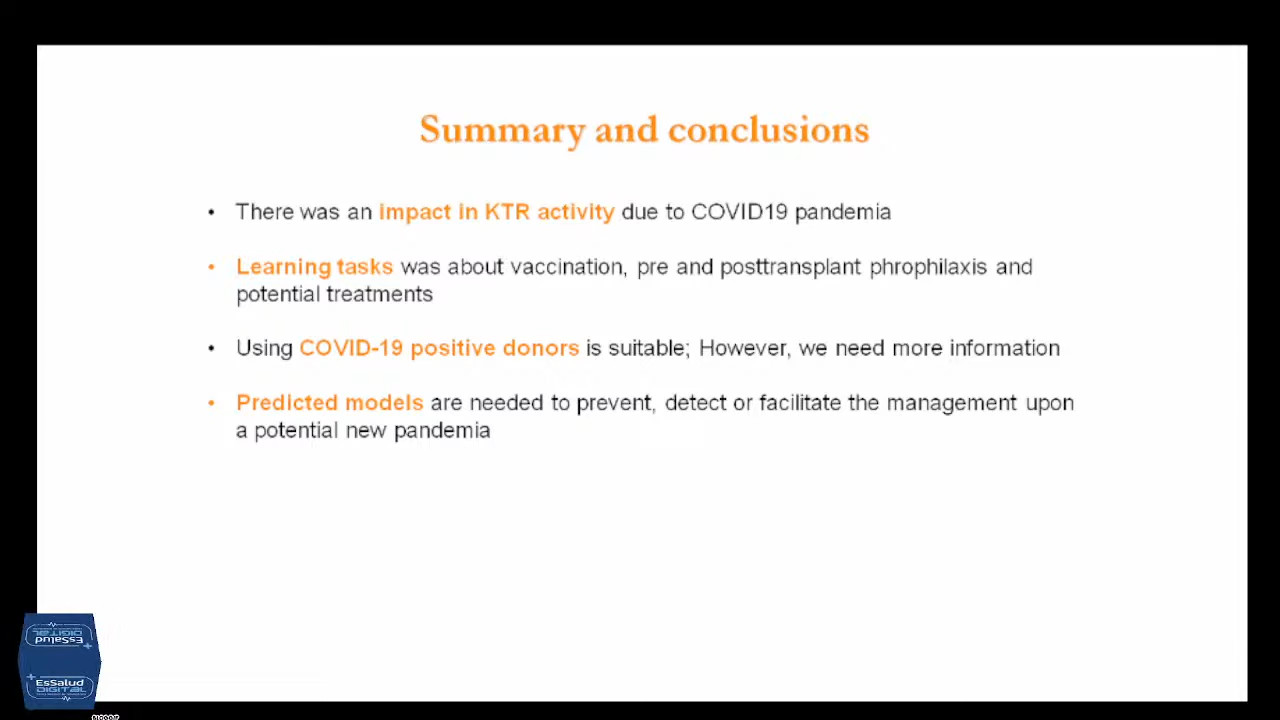 Summary and conclusions
• There was an impact in KTR activity due to COVID19 pandemia
• Learning tasks was about vaccination, pre and posttransplant phrophilaxis and
potential treatments
• Using COVID-19 positive donors is suitable; However, we need more information
• Predicted models are needed to prevent, detect or facilitate the management upon
a potential new pandemia
EsSalud
DIGITAL
EsSalud
DIGITAL